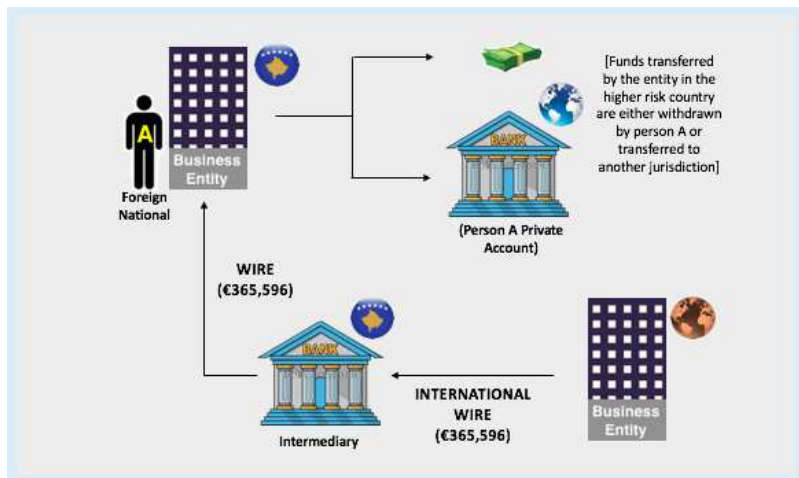 [Funds transferred
by the entity in the
higher risk country
are either withdrawn
by person A or
transferred to
another jurisdiction]
A
Business
Entity
Foreign
National
BANK
(Person A Private
Account)
WIRE
(€365,596)
BANK
Intermediary
INTERNATIONAL
WIRE
(€365,596)
Business
Entity